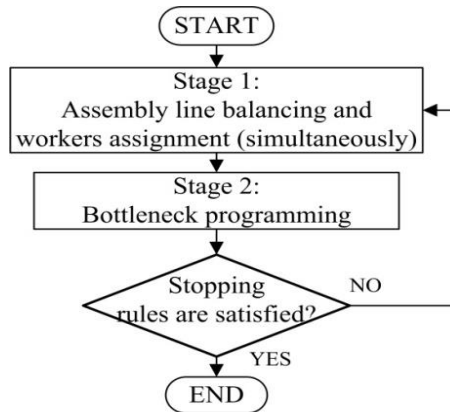 START
Stage 1:
Assembly line balancing and
workers assignment (simultaneously)
Stage 2:
Bottleneck programming
Stopping
rules are satisfied?
NO
YES
END